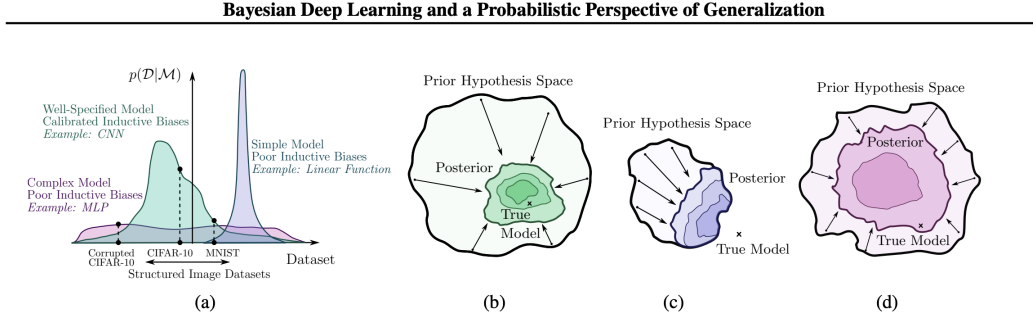 Bayesian Deep Learning and a Probabilistic Perspective of Generalization
p(D|M)
Well-Specified Model
Calibrated Inductive Biases
Example: CNN
Simple Model
Poor Inductive Biases
Example: Linear Function
Complex Model
Poor Inductive Biases
Example: MLP
Corrupted
CIFAR-10
CIFAR-10
MNIST
Dataset
Structured Image Datasets
(a)
Prior Hypothesis Space
Posterior
True
Model
(b)
Prior Hypothesis Space
Posterior
True Model
(c)
Prior Hypothesis Space
Posterior
True Model
(d)